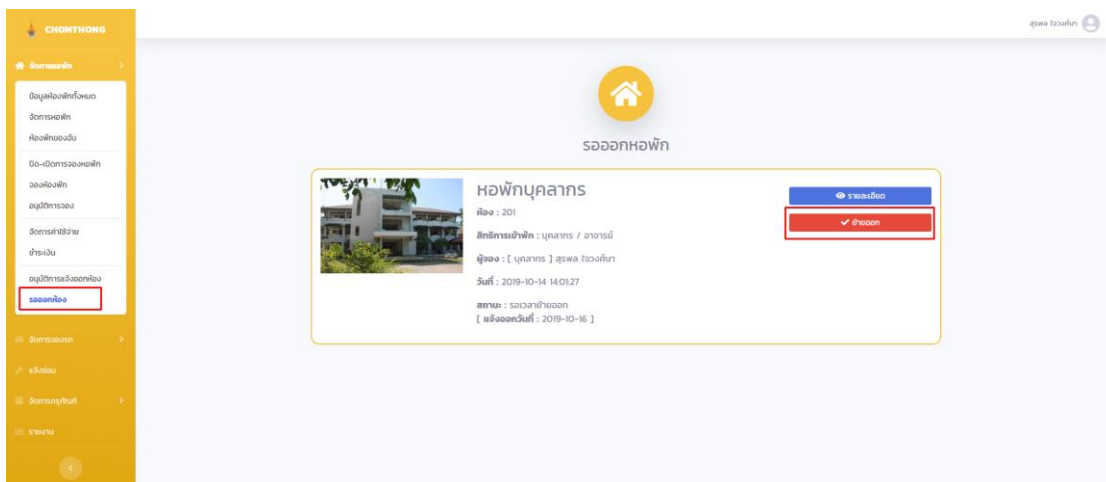 CHOMTHONG
สุรพล ใจวงค์ษา
จัดการหอพัก
ข้อมูลห้องพักทั้งหมด
จัดการหอพัก
ห้องพักของฉัน
ปิด-เปิดการจองหอพัก
จองห้องพัก
อนุมัติการจอง
จัดการค่าใช้จ่าย
ชำระเงิน
อนุมัติการแจ้งออกห้อง
รอออกห้อง
จัดการจองรถ
แจ้งซ่อม
จัดการครุภัณฑ์
รายงาน
รอออกหอพัก
หอพักบุคลากร
ห้อง : 201
สิทธิการเข้าพัก : บุคลากร / อาจารย์
ผู้จอง : [ บุคลากร ] สุรพล ใจวงค์ษา
วันที่ : 2019-10-14 14:01:27
สถานะ : รอเวลาย้ายออก
[ แจ้งออกวันที่ : 2019-10-16 ]
รายละเอียด
ย้ายออก